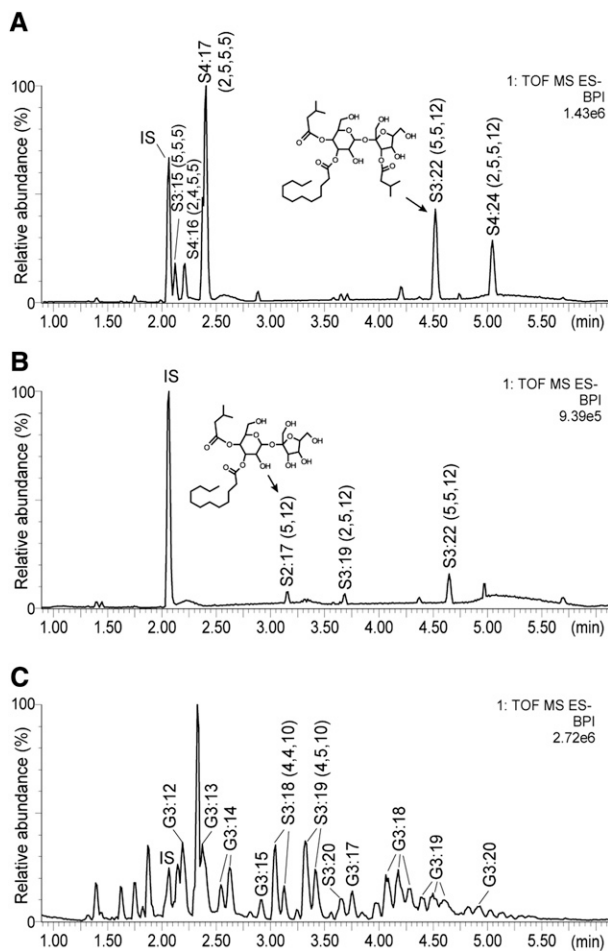 A
Relative abundance (%)
100
0
IS
S3:15 (5,5,5)
S4:16 (2,4,5,5)
S4:17
(2,5,5,5)
S3:22 (5,5,12)
S4:24 (2,5,5,12)
1: TOF MS ES-
BPI
1.43e6
1.00 1.50 2.00 2.50 3.00 3.50 4.00 4.50 5.00 5.50 (min)
B
Relative abundance (%)
100
0
IS
S2:17 (5,12)
S3:19 (2,5,12)
S3:22 (5,5,12)
1: TOF MS ES-
BPI
9.39e5
1.00 1.50 2.00 2.50 3.00 3.50 4.00 4.50 5.00 (min)
C
Relative abundance (%)
100
0
IS
G3:12
G3:13
G3:14
G3:15
S3:18 (4,4,10)
S3:19 (4,5,10)
S3:20
G3:17
G3:18
G3:19
G3:20
1: TOF MS ES-
BPI
2.72e6
1.00 1.50 2.00 2.50 3.00 3.50 4.00 4.50 5.00 5.50 (min)